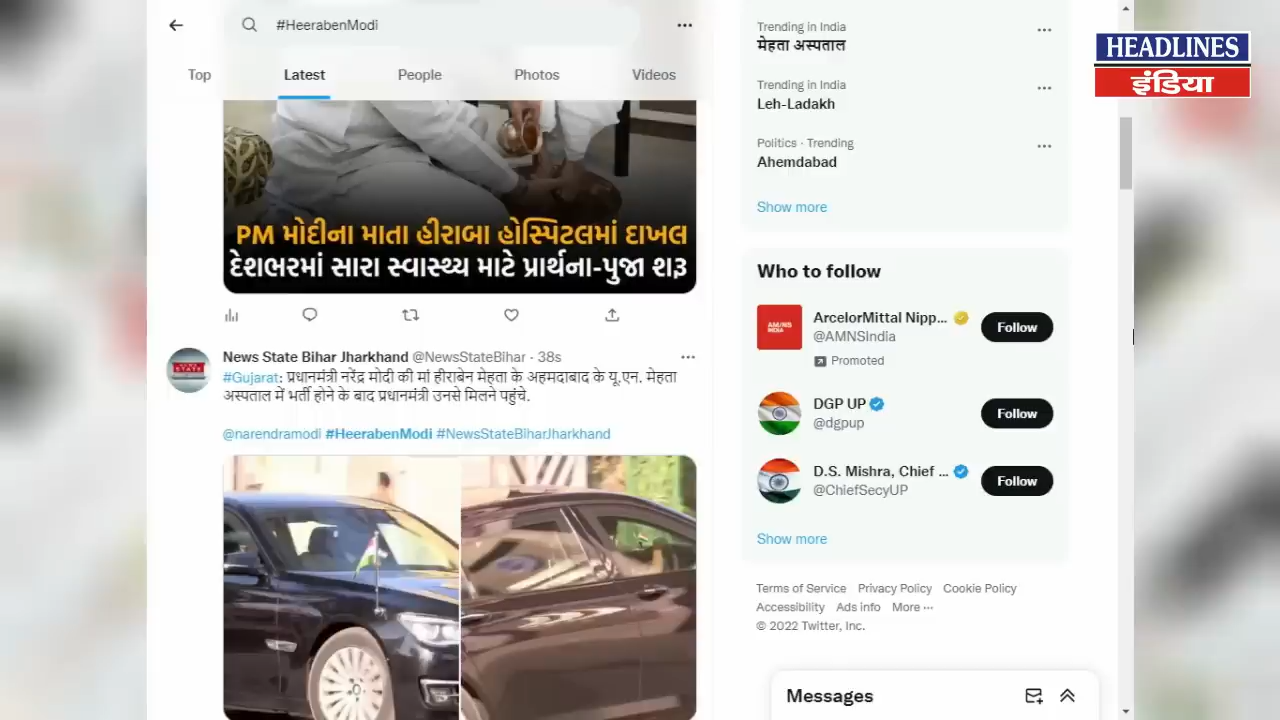 #HeerabenModi
Top
Latest
People
Photos
Videos
PM મોદીના માતા હીરાબા હોસ્પિટલમાં દાખલ
દેશભરમાં સારા સ્વાસ્થ્ય માટે પ્રાર્થના-પુજા શરૂ
News State Bihar Jharkhand @NewsStateBihar · 38s
#Gujarat: प्रधानमंत्री नरेंद्र मोदी की मां हीराबेन मेहता के अहमदाबाद के यू.एन. मेहता
अस्पताल में भर्ती होने के बाद प्रधानमंत्री उनसे मिलने पहुंचे.
@narendramodi #HeerabenModi #NewsStateBiharJharkhand
Trending in India
मेहता अस्पताल
Trending in India
Leh-Ladakh
Politics · Trending
Ahemdabad
Show more
Who to follow
AM/NS
INDIA
ArcelorMittal Nipp...
@AMNSIndia
Promoted
Follow
DGP UP
@dgpup
Follow
D.S. Mishra, Chief ...
@ChiefSecyUP
Follow
Show more
Terms of Service Privacy Policy Cookie Policy
Accessibility Ads info More ···
© 2022 Twitter, Inc.
Messages
HEADLINES
इंडिया